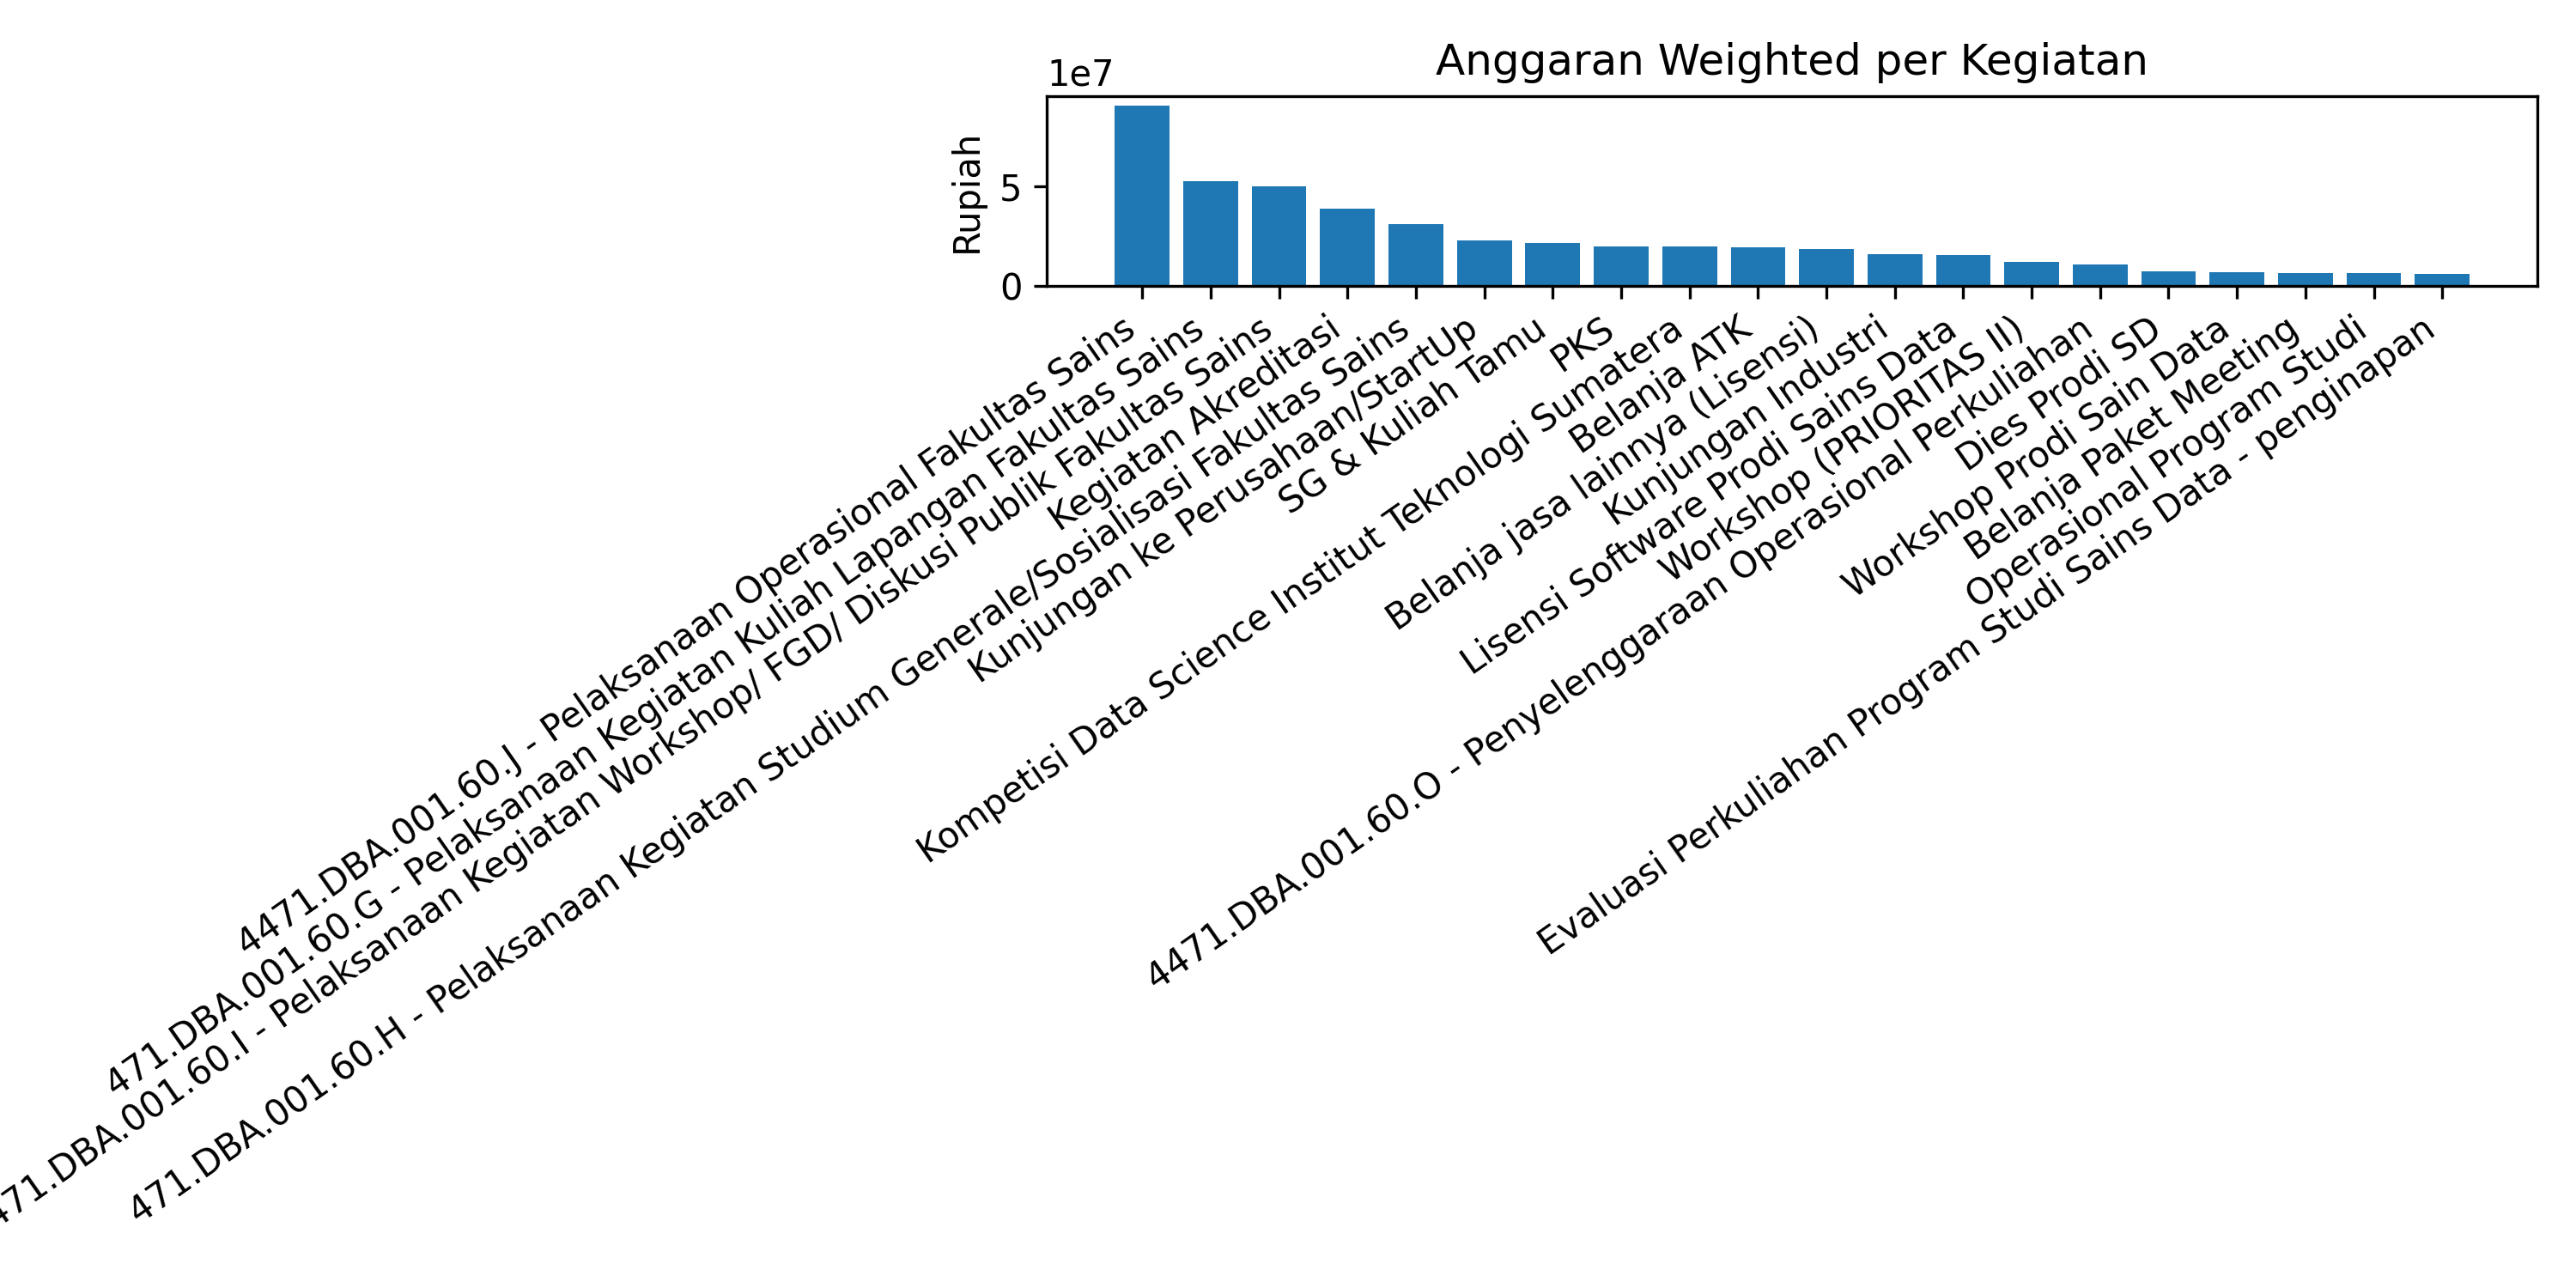 Anggaran Weighted per Kegiatan
1e7
Rupiah
5
0
4471.DBA.001.60.J - Pelaksanaan Operasional Fakultas Sains
471.DBA.001.60.G - Pelaksanaan Kegiatan Kuliah Lapangan Fakultas Sains
471.DBA.001.60.I - Pelaksanaan Kegiatan Workshop/ FGD/ Diskusi Publik Fakultas Sains
Kegiatan Akreditasi
471.DBA.001.60.H - Pelaksanaan Kegiatan Studium Generale/Sosialisasi Fakultas Sains
Kunjungan ke Perusahaan/StartUp
SG & Kuliah Tamu
PKS
Kompetisi Data Science Institut Teknologi Sumatera
Belanja ATK
Belanja jasa lainnya (Lisensi)
Kunjungan Industri
Lisensi Software Prodi Sains Data
Workshop (PRIORITAS II)
4471.DBA.001.60.O - Penyelenggaraan Operasional Perkuliahan
Dies Prodi SD
Workshop Prodi Sain Data
Belanja Paket Meeting
Operasional Program Studi
Evaluasi Perkuliahan Program Studi Sains Data - penginapan